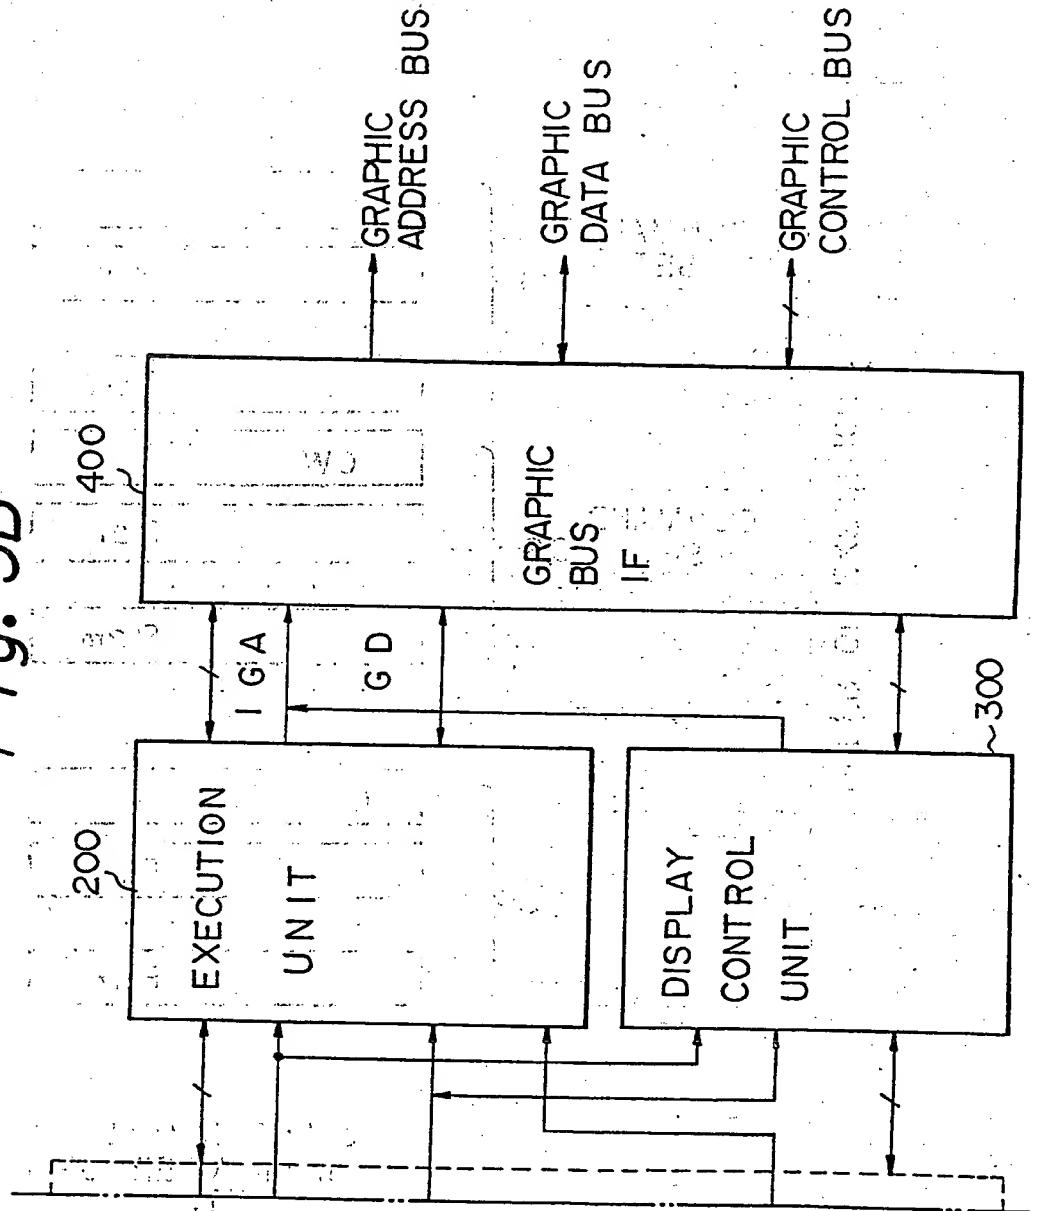 400
GRAPHIC
ADDRESS BUS
GRAPHIC
DATA BUS
GRAPHIC
CONTROL BUS
GRAPHIC
BUS
IF
IGA
GD
200
EXECUTION
UNIT
DISPLAY
CONTROL
UNIT
300